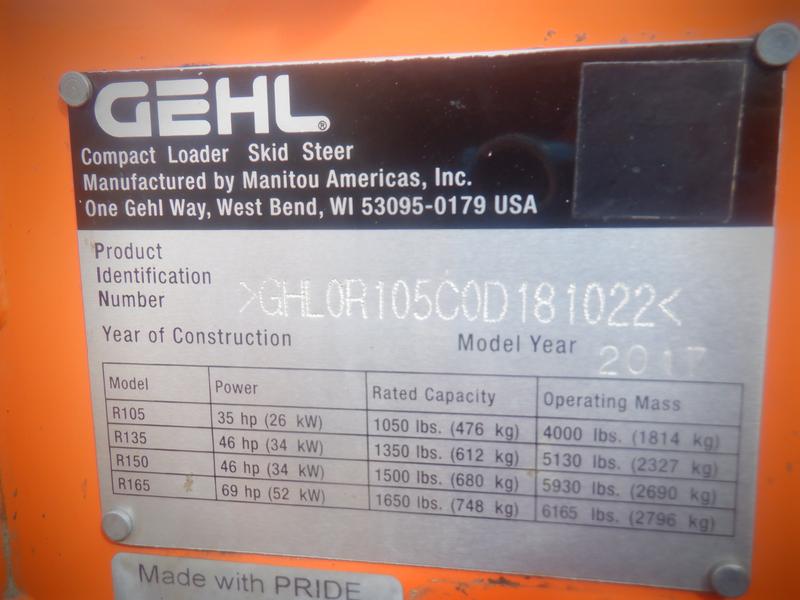 GEHL®
Compact Loader Skid Steer
Manufactured by Manitou Americas, Inc.
One Gehl Way, West Bend, WI 53095-0179 USA
Product
Identification
Number >GHL0R105C0D181022<
Year of Construction Model Year 2017
Model Power Rated Capacity Operating Mass
R105 35 hp (26 kW) 1050 lbs. (476 kg) 4000 lbs. (1814 kg)
R135 46 hp (34 kW) 1350 lbs. (612 kg) 5130 lbs. (2327 kg)
R150 46 hp (34 kW) 1500 lbs. (680 kg) 5930 lbs. (2690 kg)
R165 69 hp (52 kW) 1650 lbs. (748 kg) 6165 lbs. (2796 kg)
Made with PRIDE